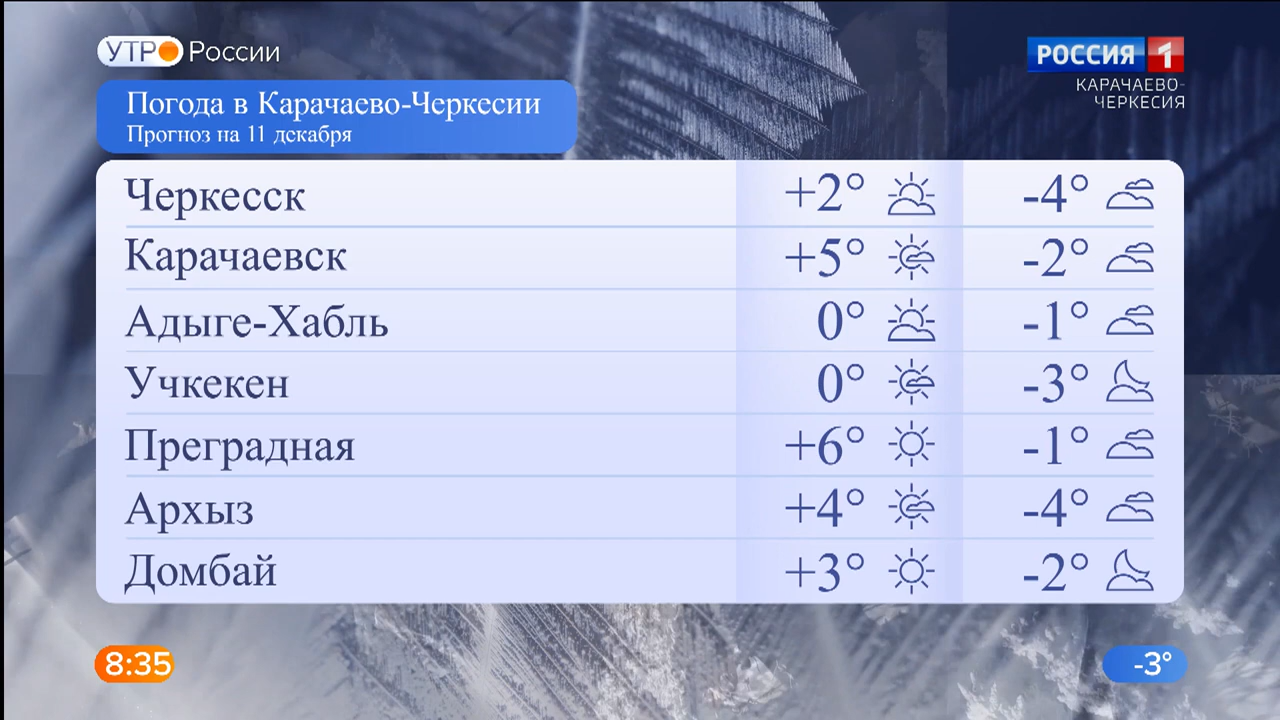 УТРО России
РОССИЯ 1
КАРАЧАЕВО-
ЧЕРКЕСИЯ
Погода в Карачаево-Черкесии
Прогноз на 11 декабря
Черкесск +2° -4°
Карачаевск +5° -2°
Адыге-Хабль 0° -1°
Учкекен 0° -3°
Преградная +6° -1°
Архыз +4° -4°
Домбай +3° -2°
8:35
-3°